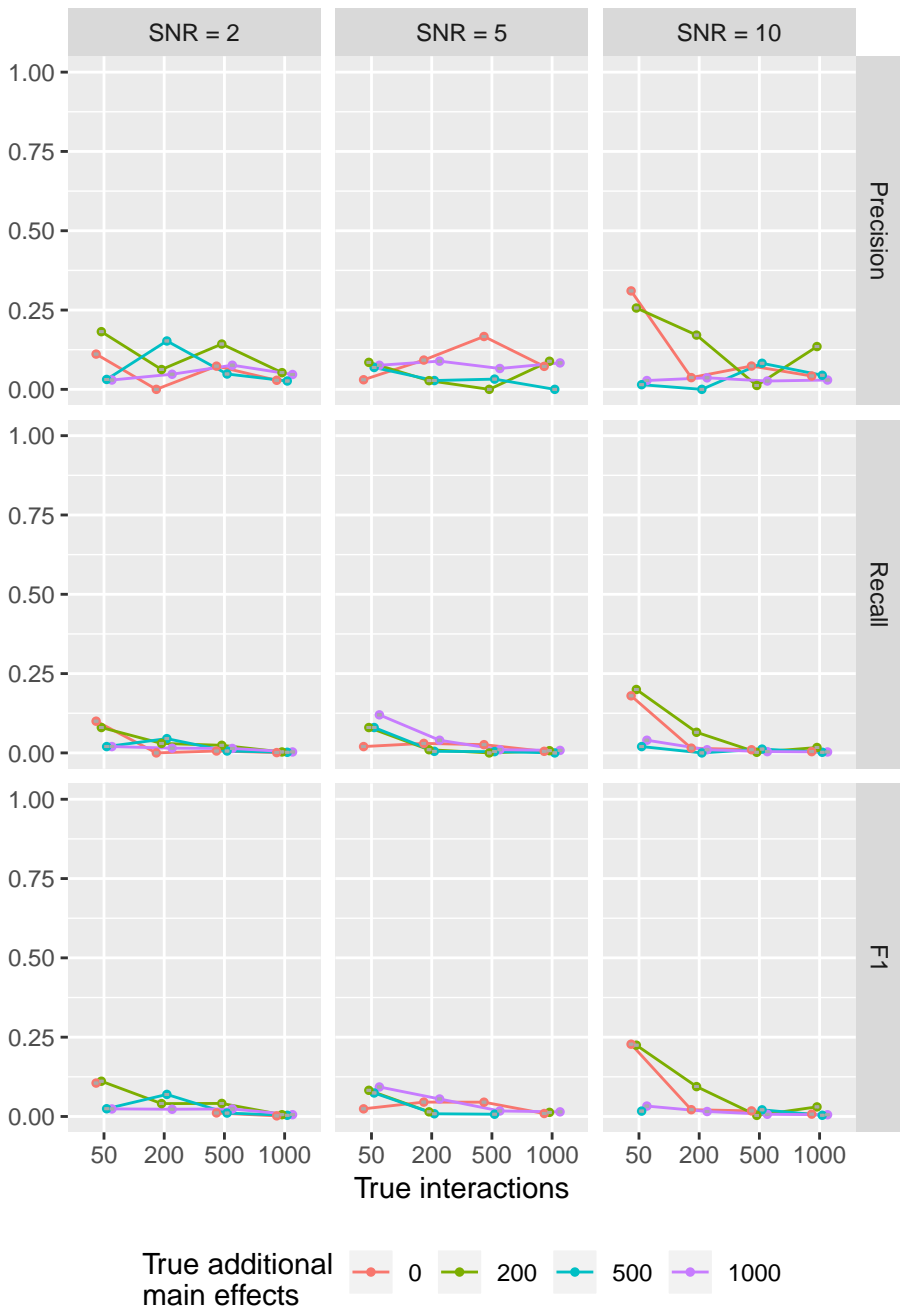 SNR = 2 SNR = 5 SNR = 10
1.00
0.75
0.50
0.25
0.00
Precision
1.00
0.75
0.50
0.25
0.00
Recall
1.00
0.75
0.50
0.25
0.00
F1
50 200 500 1000 50 200 500 1000 50 200 500 1000
True interactions
True additional
main effects
0 200 500 1000